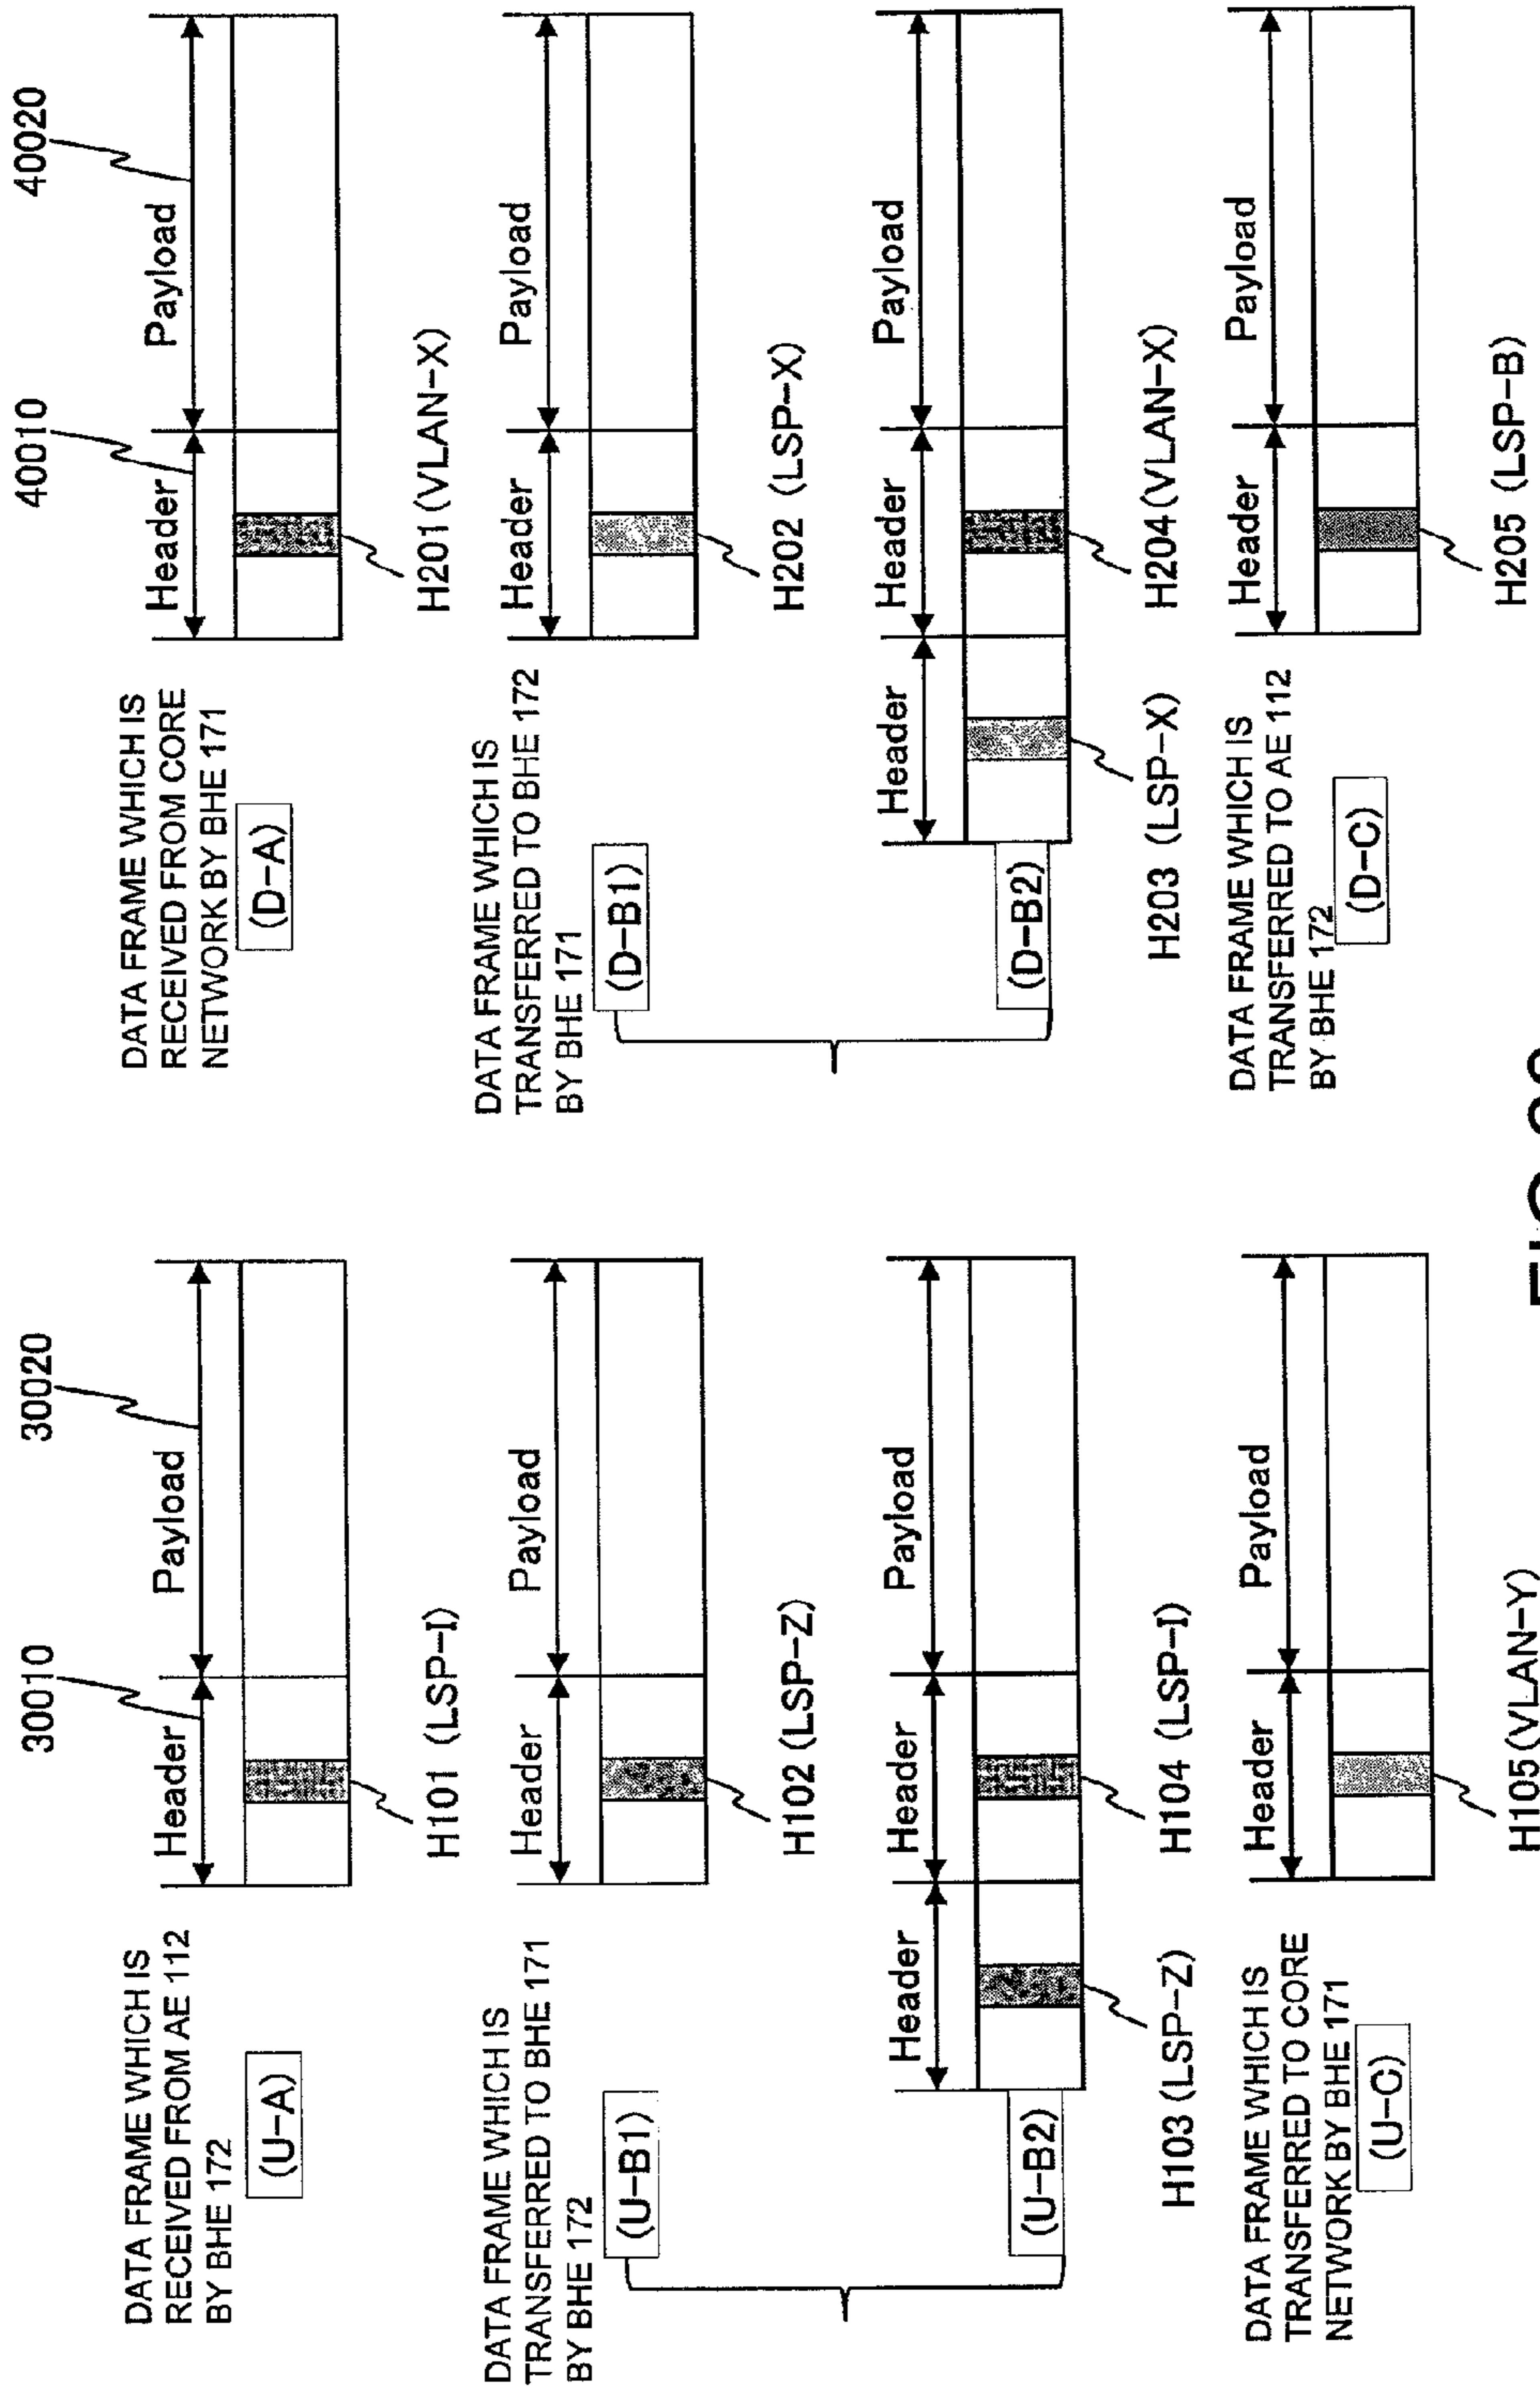 30010
30020
Header
Payload
DATA FRAME WHICH IS
RECEIVED FROM AE 112
BY BHE 172
(U-A)
H101 (LSP-I)
Header
Payload
DATA FRAME WHICH IS
TRANSFERRED TO BHE 171
BY BHE 172
(U-B1)
H102 (LSP-Z)
Header
Header
Payload
(U-B2)
H103 (LSP-Z)
H104 (LSP-I)
Header
Payload
DATA FRAME WHICH IS
TRANSFERRED TO CORE
NETWORK BY BHE 171
(U-C)
H105 (VLAN-Y)
40010
40020
Header
Payload
DATA FRAME WHICH IS
RECEIVED FROM CORE
NETWORK BY BHE 171
(D-A)
H201 (VLAN-X)
Header
Payload
DATA FRAME WHICH IS
TRANSFERRED TO BHE 172
BY BHE 171
(D-B1)
H202 (LSP-X)
Header
Header
Payload
(D-B2)
H203 (LSP-X)
H204 (VLAN-X)
Header
Payload
DATA FRAME WHICH IS
TRANSFERRED TO AE 112
BY BHE 172
(D-C)
H205 (LSP-B)